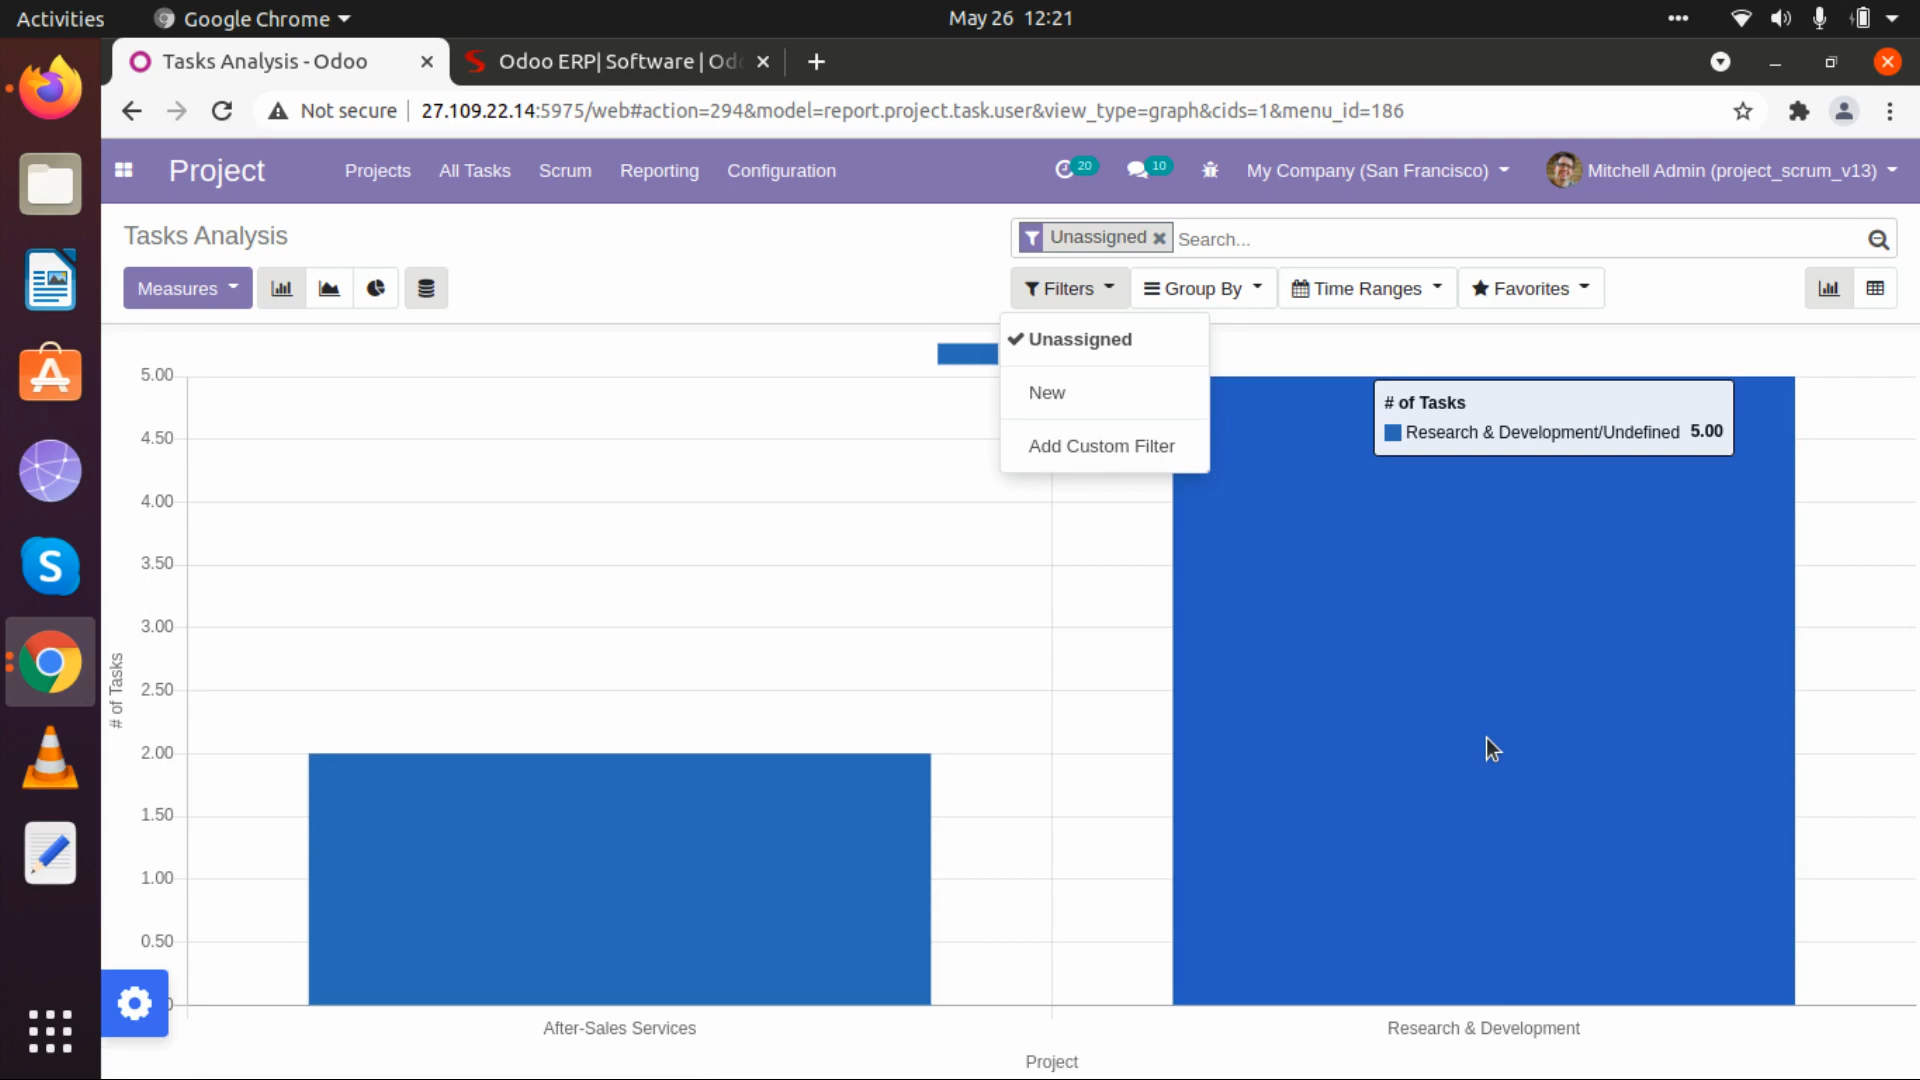 Activities Google Chrome May 26 12:21
Tasks Analysis - Odoo Odoo ERP| Software | Od
Not secure 27.109.22.14:5975/web#action=294&model=report.project.task.user&view_type=graph&cids=1&menu_id=186
Project Projects All Tasks Scrum Reporting Configuration 20 10 My Company (San Francisco) Mitchell Admin (project_scrum_v13)
Tasks Analysis Unassigned Search...
Measures Filters Group By Time Ranges Favorites
Unassigned
New
Add Custom Filter
# of Tasks
Research & Development/Undefined 5.00
5.00
4.50
4.00
3.50
3.00
2.50
2.00
1.50
1.00
0.50
# of Tasks
After-Sales Services Research & Development
Project